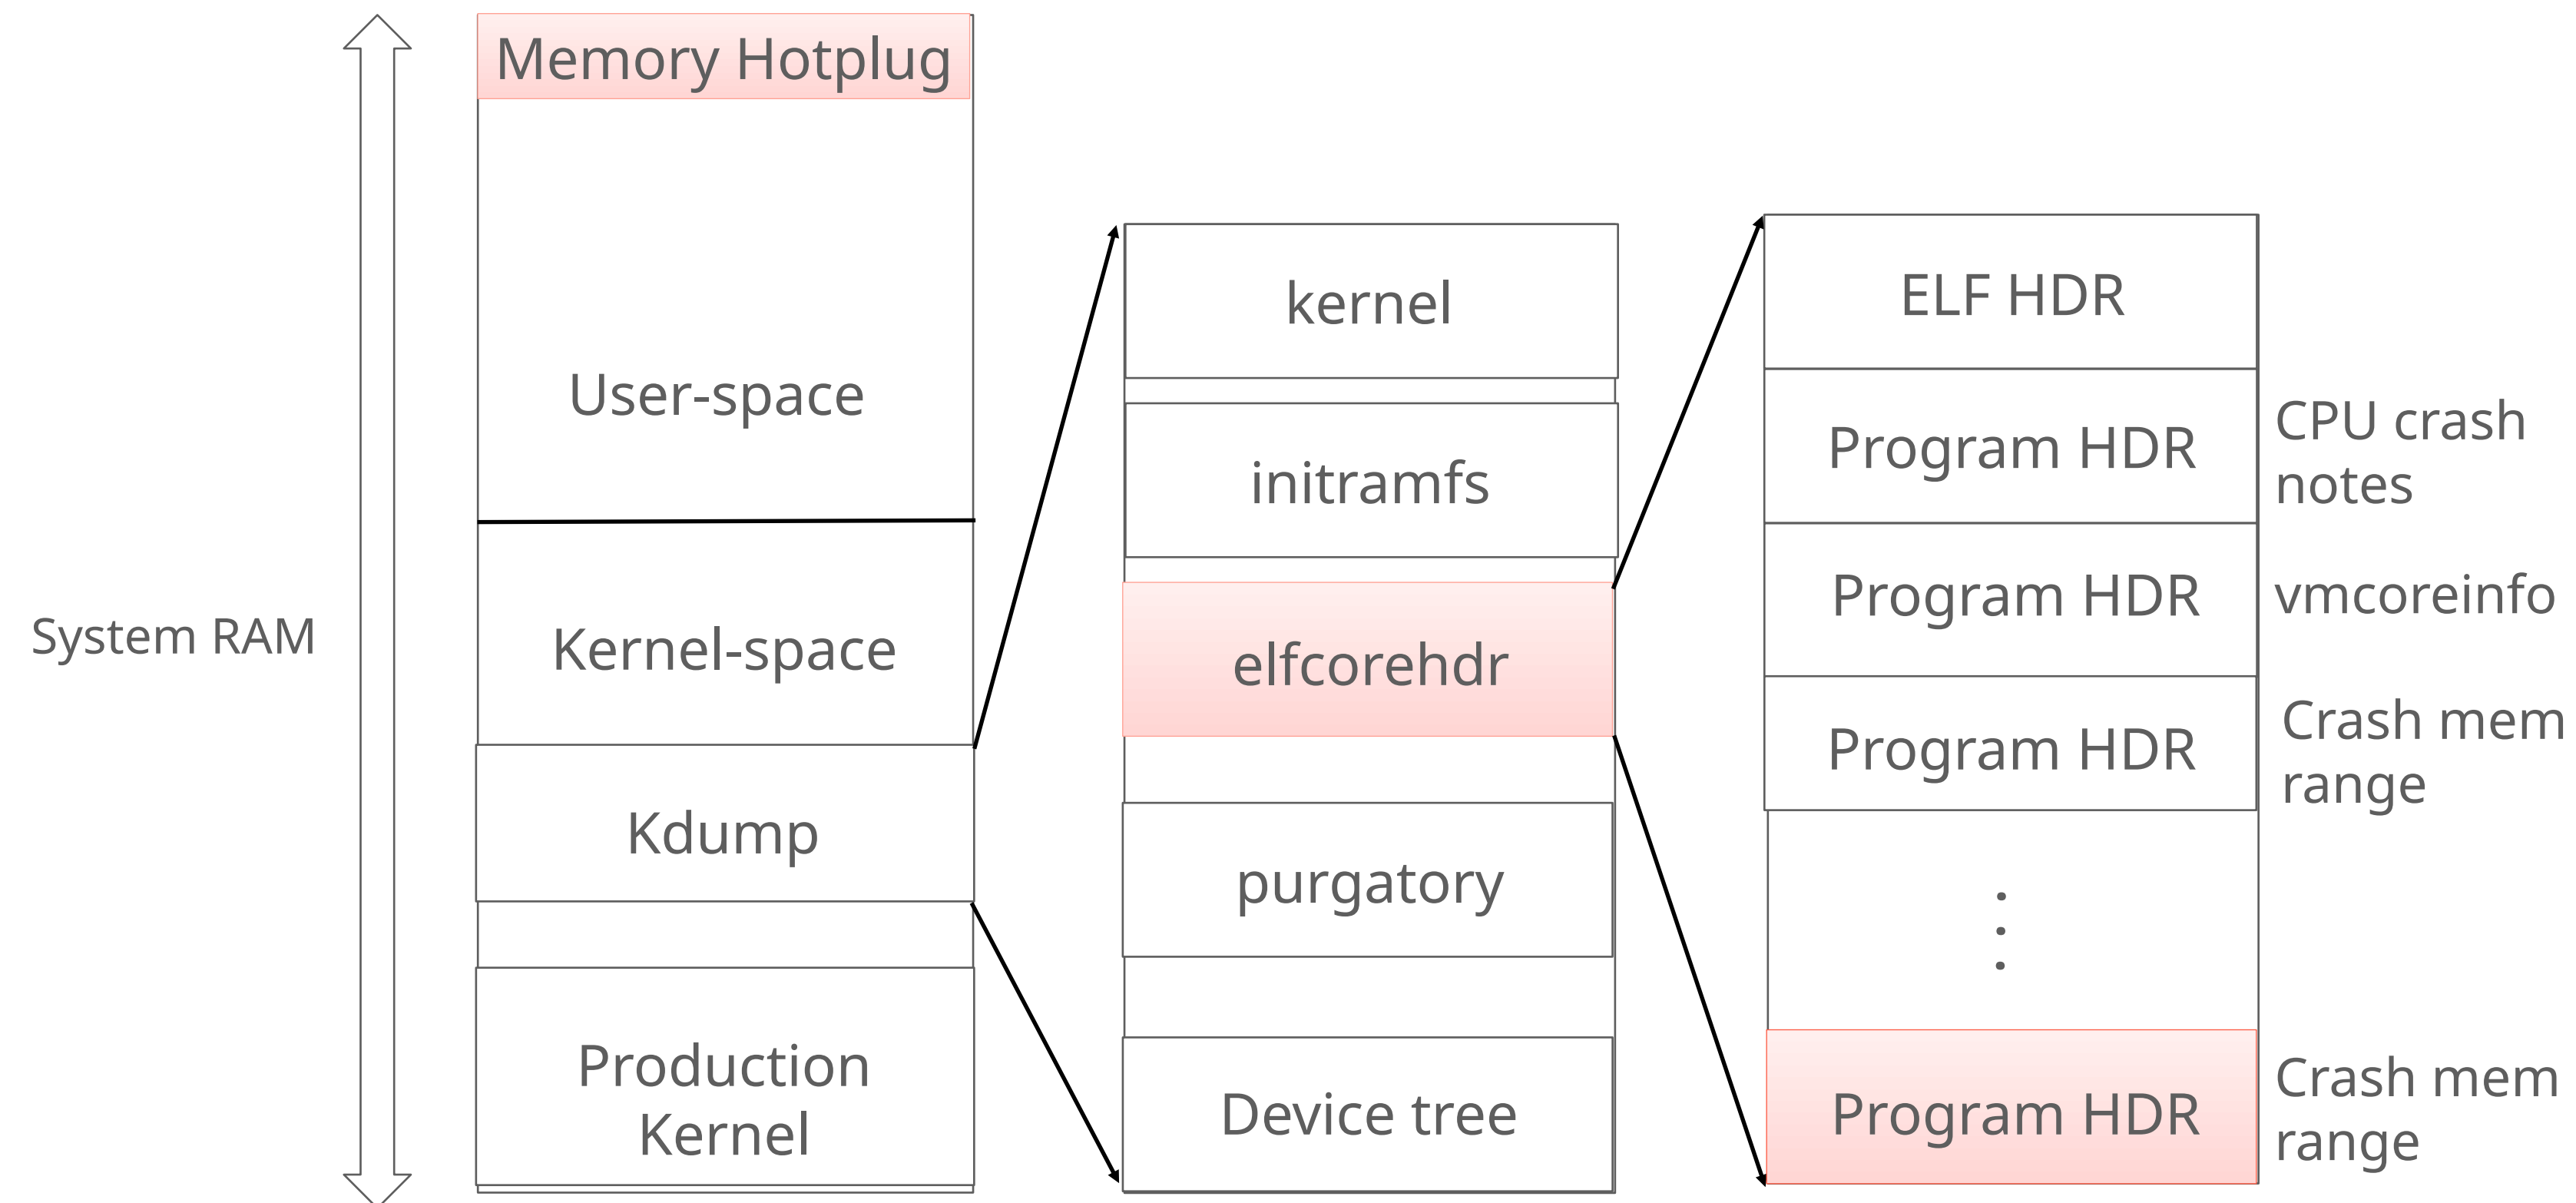 System RAM
Memory Hotplug
User-space
Kernel-space
Kdump
Production
Kernel
kernel
initramfs
elfcorehdr
purgatory
Device tree
ELF HDR
Program HDR
CPU crash
notes
Program HDR
vmcoreinfo
Program HDR
Crash mem
range
Program HDR
Crash mem
range